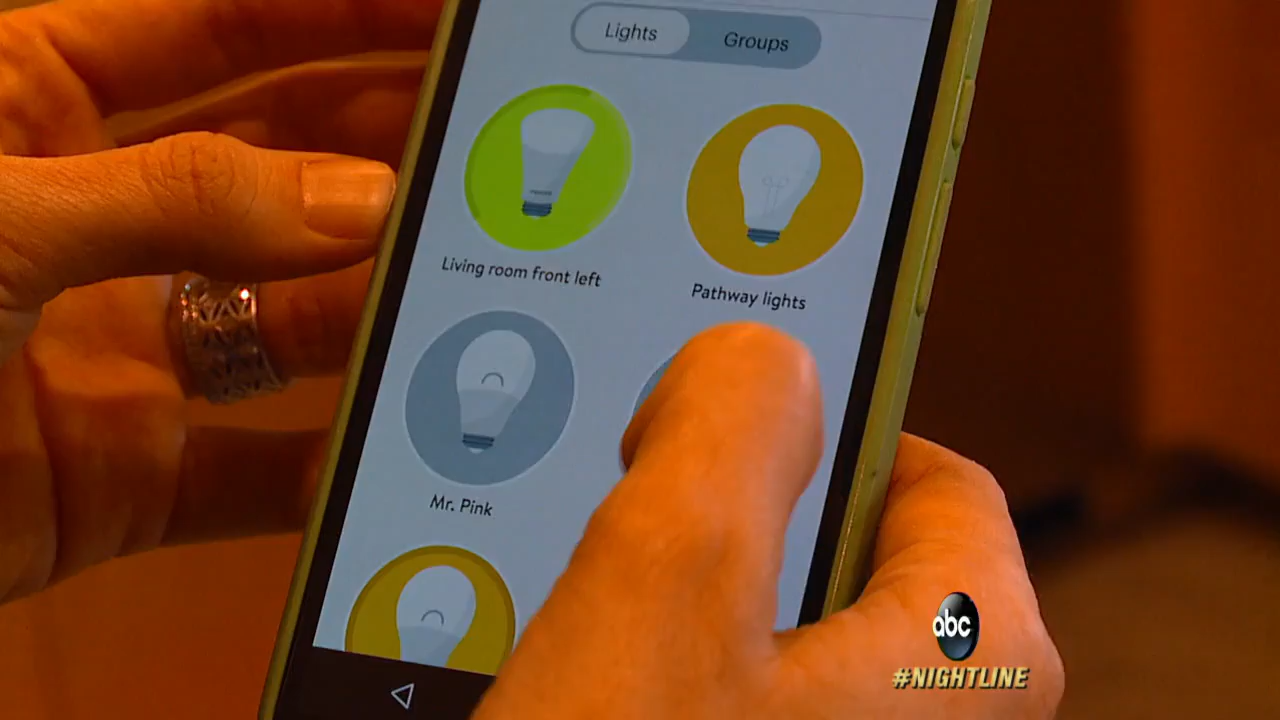 Lights
Groups
Living room front left
Pathway lights
Mr. Pink
abc
#NIGHTLINE